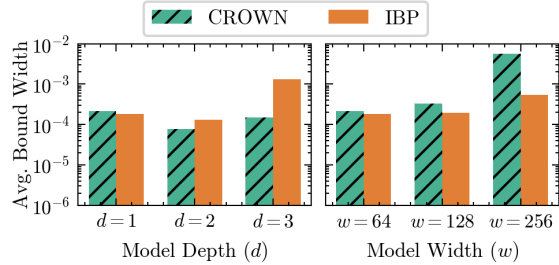 CROWN IBP
Avg. Bound Width
10⁻²
10⁻³
10⁻⁴
10⁻⁵
10⁻⁶
d = 1 d = 2 d = 3
Model Depth (d)
w = 64 w = 128 w = 256
Model Width (w)